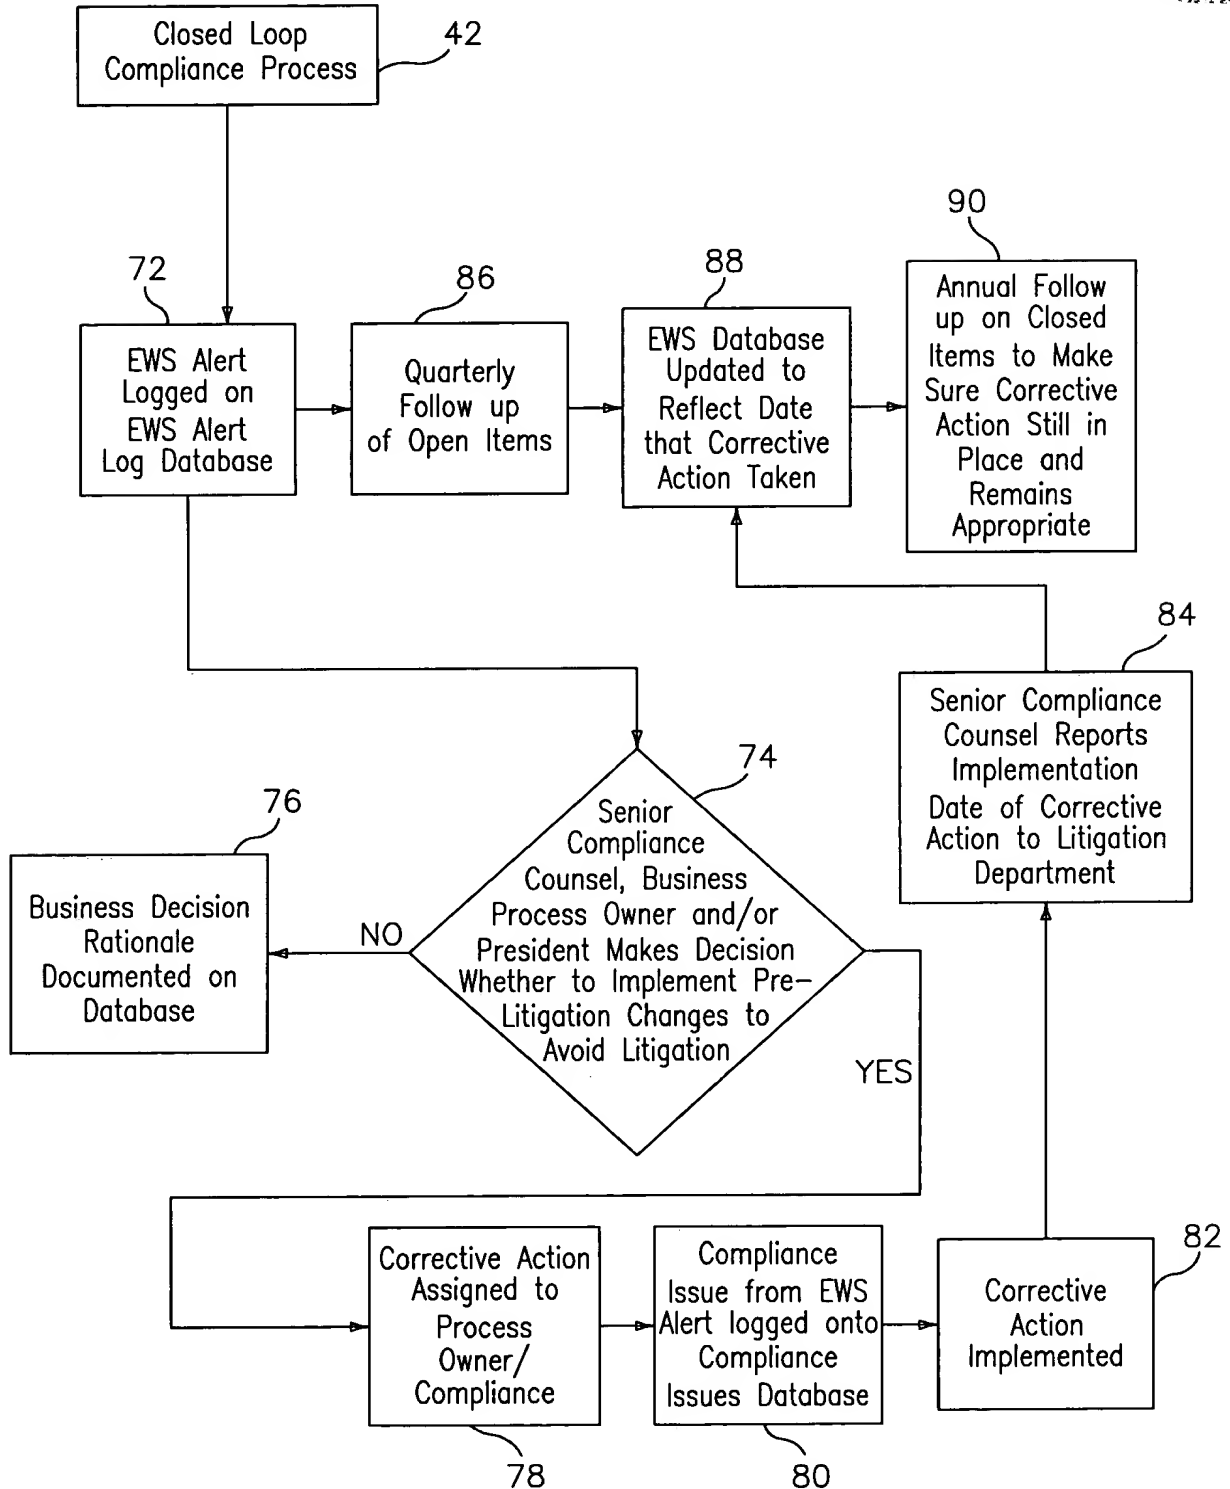 Closed Loop
Compliance Process
42
72
EWS Alert
Logged on
EWS Alert
Log Database
86
Quarterly
Follow up
of Open Items
88
EWS Database
Updated to
Reflect Date
that Corrective
Action Taken
90
Annual Follow
up on Closed
Items to Make
Sure Corrective
Action Still in
Place and
Remains
Appropriate
74
Senior
Compliance
Counsel, Business
Process Owner and/or
President Makes Decision
Whether to Implement Pre-
Litigation Changes to
Avoid Litigation
NO
YES
76
Business Decision
Rationale
Documented on
Database
Corrective Action
Assigned to
Process
Owner/
Compliance
78
Compliance
Issue from EWS
Alert logged onto
Compliance
Issues Database
80
82
Corrective
Action
Implemented
84
Senior Compliance
Counsel Reports
Implementation
Date of Corrective
Action to Litigation
Department